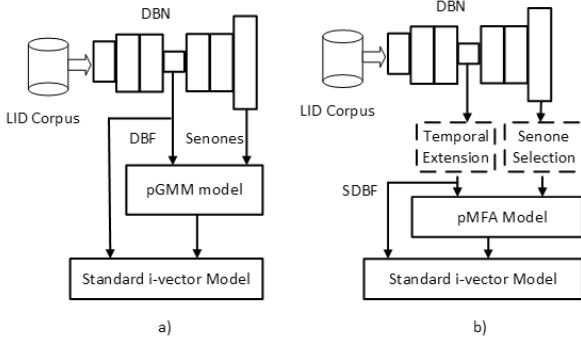 DBN
LID Corpus
DBF
Senones
pGMM model
Standard i-vector Model
a)
DBN
LID Corpus
Temporal
Extension
Senone
Selection
SDBF
pMFA Model
Standard i-vector Model
b)